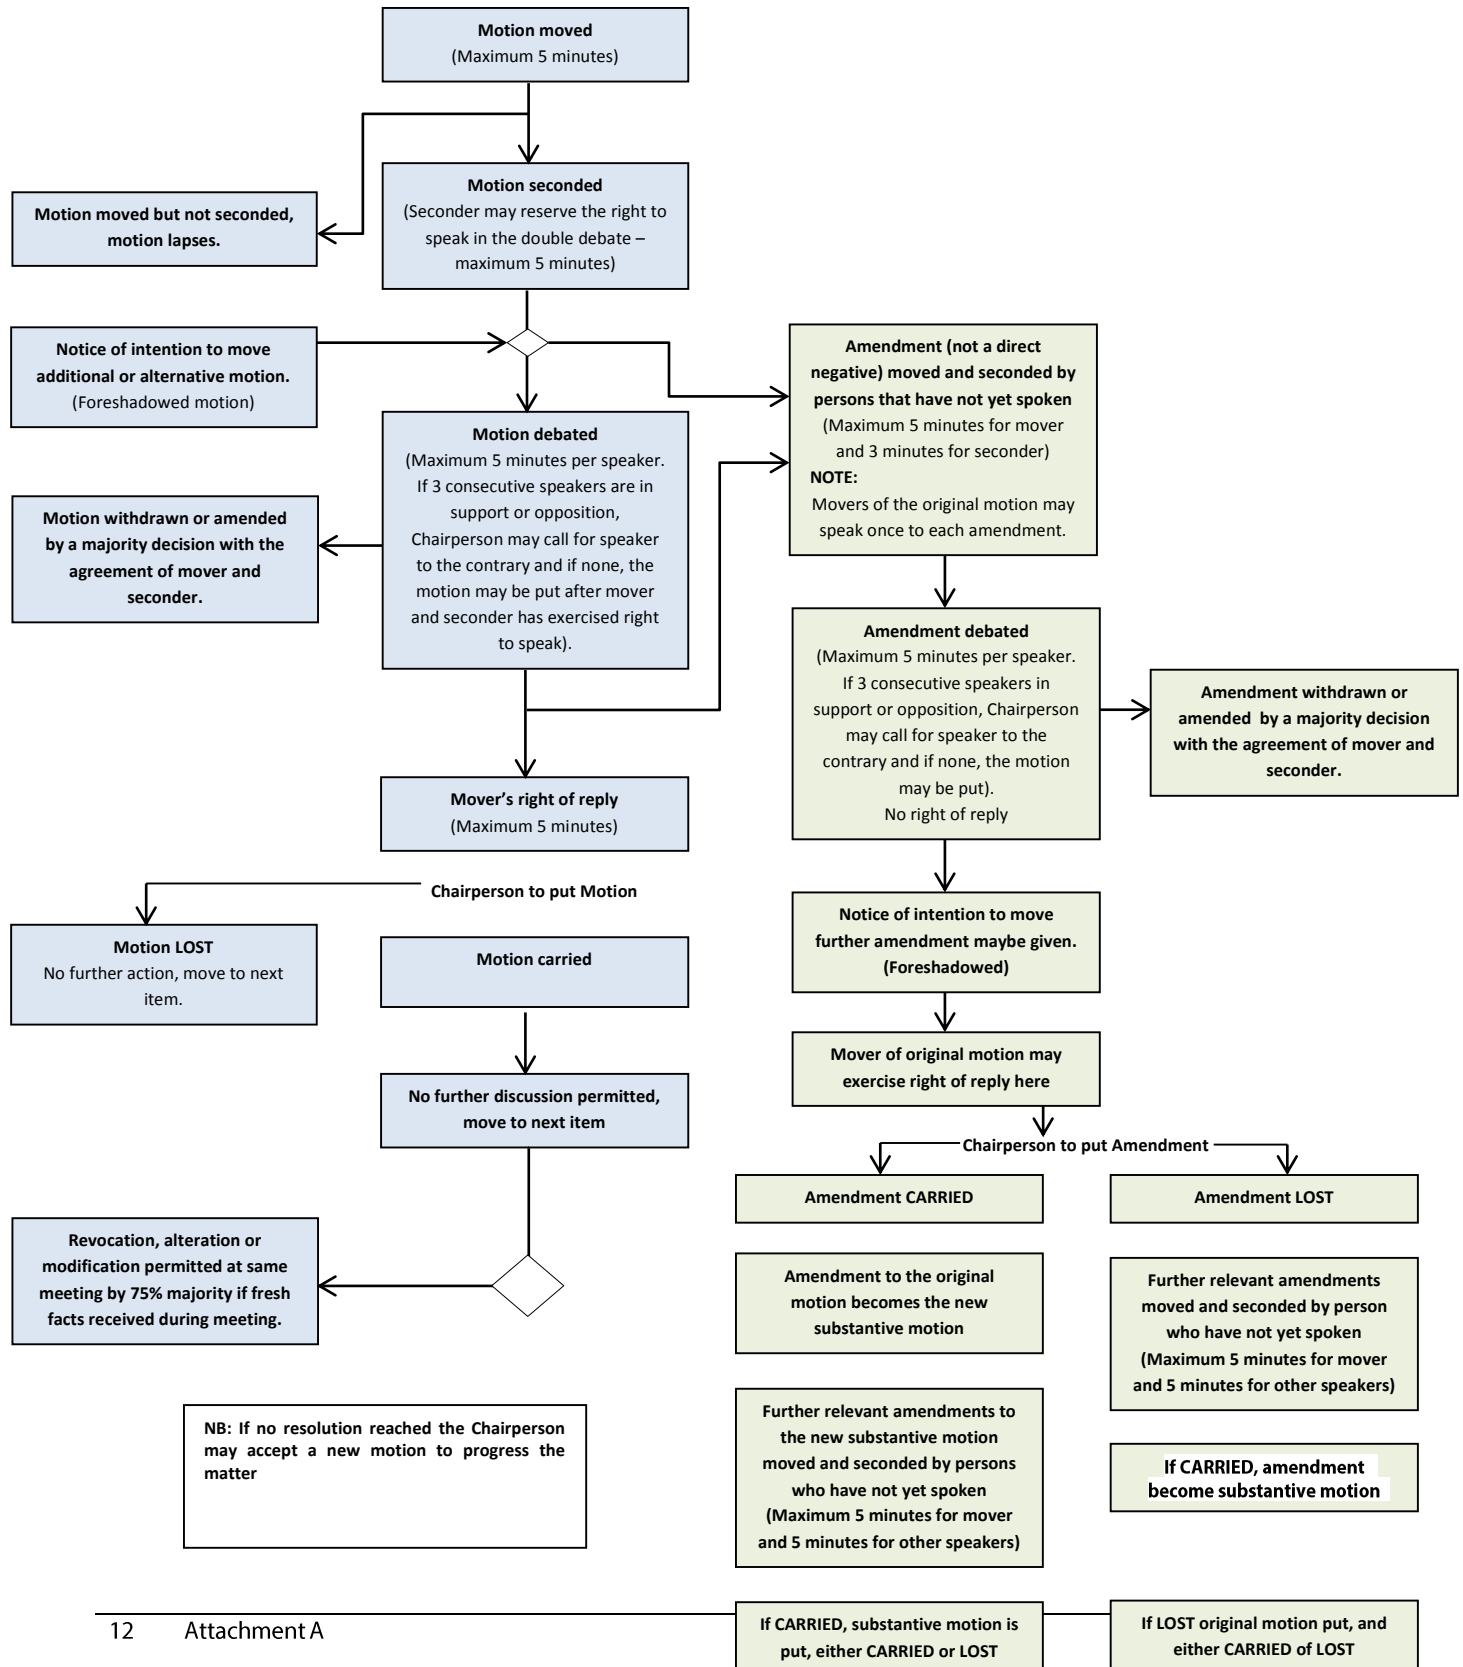 Motion moved
(Maximum 5 minutes)
Motion seconded
(Seconder may reserve the right to
speak in the double debate –
maximum 5 minutes)
Motion moved but not seconded,
motion lapses.
Notice of intention to move
additional or alternative motion.
(Foreshadowed motion)
Motion debated
(Maximum 5 minutes per speaker.
If 3 consecutive speakers are in
support or opposition,
Chairperson may call for speaker
to the contrary and if none, the
motion may be put after mover
and seconder has exercised right
to speak).
Motion withdrawn or amended
by a majority decision with the
agreement of mover and
seconder.
Mover’s right of reply
(Maximum 5 minutes)
Chairperson to put Motion
Motion LOST
No further action, move to next
item.
Motion carried
No further discussion permitted,
move to next item
Revocation, alteration or
modification permitted at same
meeting by 75% majority if fresh
facts received during meeting.
NB: If no resolution reached the Chairperson
may accept a new motion to progress the
matter
Amendment (not a direct
negative) moved and seconded by
persons that have not yet spoken
(Maximum 5 minutes for mover
and 3 minutes for seconder)
NOTE:
Movers of the original motion may
speak once to each amendment.
Amendment debated
(Maximum 5 minutes per speaker.
If 3 consecutive speakers in
support or opposition, Chairperson
may call for speaker to the
contrary and if none, the motion
may be put).
No right of reply
Amendment withdrawn or
amended by a majority decision
with the agreement of mover and
seconder.
Notice of intention to move
further amendment maybe given.
(Foreshadowed)
Mover of original motion may
exercise right of reply here
Chairperson to put Amendment
Amendment CARRIED
Amendment to the original
motion becomes the new
substantive motion
Further relevant amendments to
the new substantive motion
moved and seconded by persons
who have not yet spoken
(Maximum 5 minutes for mover
and 5 minutes for other speakers)
If CARRIED, substantive motion is
put, either CARRIED or LOST
Amendment LOST
Further relevant amendments
moved and seconded by person
who have not yet spoken
(Maximum 5 minutes for mover
and 5 minutes for other speakers)
If CARRIED, amendment
become substantive motion
If LOST original motion put, and
either CARRIED of LOST
12 Attachment A